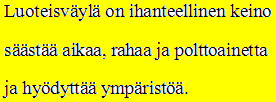 Luoteisväylä on ihanteellinen keino
säästää aikaa, rahaa ja polttoainetta
ja hyödyttää ympäristöä.